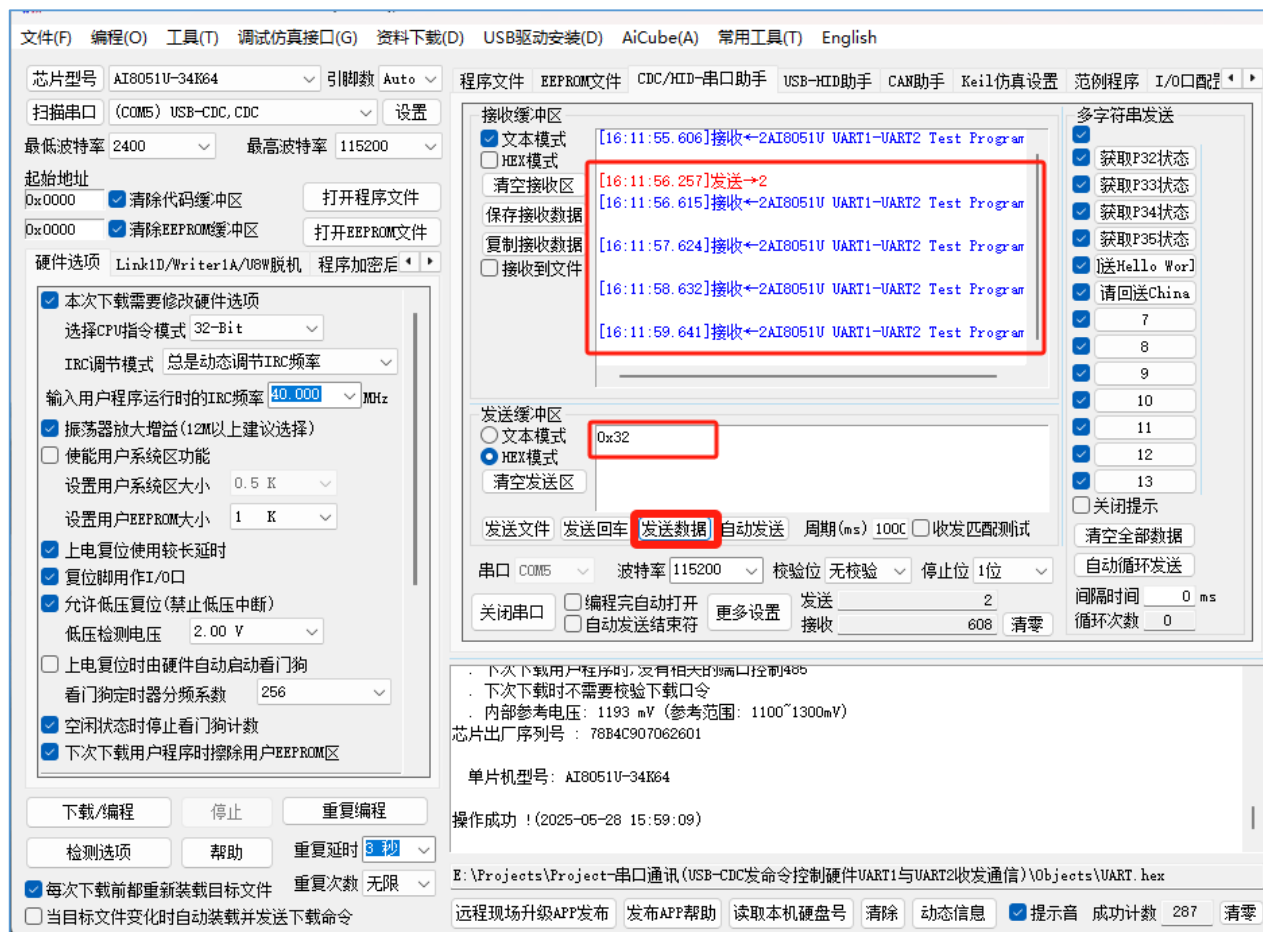 文件(F) 编程(O) 工具(T) 调试仿真接口(G) 资料下载(D) USB驱动安装(D) AiCube(A) 常用工具(T) English
芯片型号 AI8051U-34K64 引脚数 Auto
扫描串口 (COM5) USB-CDC,CDC 设置
最低波特率 2400 最高波特率 115200
起始地址
0x0000 清除代码缓冲区 打开程序文件
0x0000 清除EEPROM缓冲区 打开EEPROM文件
硬件选项 Link1D/Writer1A/U8W脱机 程序加密后
本次下载需要修改硬件选项
选择CPU指令模式 32-Bit
IRC调节模式 总是动态调节IRC频率
输入用户程序运行时的IRC频率 40.000 MHz
振荡器放大增益(12M以上建议选择)
使能用户系统区功能
设置用户系统区大小 0.5 K
设置用户EEPROM大小 1 K
上电复位使用较长延时
复位脚用作I/O口
允许低压复位(禁止低压中断)
低压检测电压 2.00 V
上电复位时由硬件自动启动看门狗
看门狗定时器分频系数 256
空闲状态时停止看门狗计数
下次下载用户程序时擦除用户EEPROM区
下载/编程 停止 重复编程
检测选项 帮助 重复延时 3 秒
每次下载前都重新装载目标文件 重复次数 无限
当目标文件变化时自动装载并发送下载命令
程序文件 EEPROM文件 CDC/HID-串口助手 USB-HID助手 CAN助手 Keil仿真设置 范例程序 I/O口配
接收缓冲区
文本模式
HEX模式
清空接收区
保存接收数据
复制接收数据
接收到文件
[16:11:55.606]接收←2AI8051U UART1-UART2 Test Program
[16:11:56.257]发送→2
[16:11:56.615]接收←2AI8051U UART1-UART2 Test Program
[16:11:57.624]接收←2AI8051U UART1-UART2 Test Program
[16:11:58.632]接收←2AI8051U UART1-UART2 Test Program
[16:11:59.641]接收←2AI8051U UART1-UART2 Test Program
发送缓冲区
文本模式
HEX模式
清空发送区
0x32
发送文件 发送回车 发送数据 自动发送 周期(ms) 1000 收发匹配测试
串口 COM5 波特率 115200 校验位 无校验 停止位 1位
关闭串口 编程完自动打开 更多设置 发送 2
自动发送结束符 接收 608 清零
多字符串发送
获取P32状态
获取P33状态
获取P34状态
获取P35状态
送Hello Worl
请回送China
7
8
9
10
11
12
13
关闭提示
清空全部数据
自动循环发送
间隔时间 0 ms
循环次数 0
. 下次下载用户程序时,没有相关的端口控制485
. 下次下载时不需要校验下载口令
. 内部参考电压: 1193 mV (参考范围: 1100~1300mV)
芯片出厂序列号 : 78B4C907062601
单片机型号: AI8051U-34K64
操作成功 !(2025-05-28 15:59:09)
E:\Projects\Project-串口通讯(USB-CDC发命令控制硬件UART1与UART2收发通信)\Objects\UART.hex
远程现场升级APP发布 发布APP帮助 读取本机硬盘号 清除 动态信息 提示音 成功计数 287 清零